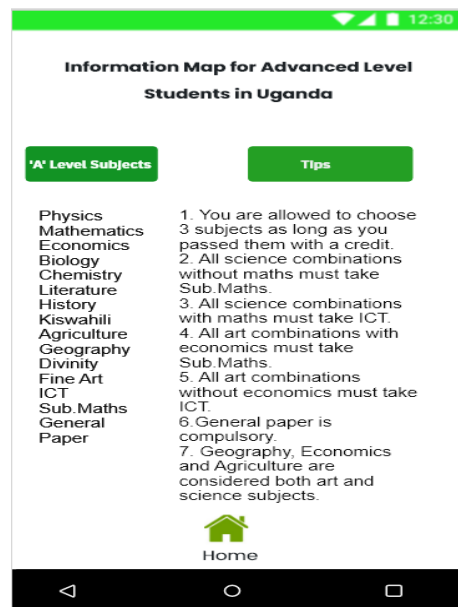 12:30
Information Map for Advanced Level
Students in Uganda
'A' Level Subjects
Tips
Physics
Mathematics
Economics
Biology
Chemistry
Literature
History
Kiswahili
Agriculture
Geography
Divinity
Fine Art
ICT
Sub.Maths
General
Paper
1. You are allowed to choose
3 subjects as long as you
passed them with a credit.
2. All science combinations
without maths must take
Sub.Maths.
3. All science combinations
with maths must take ICT.
4. All art combinations with
economics must take
Sub.Maths.
5. All art combinations
without economics must take
ICT.
6.General paper is
compulsory.
7. Geography, Economics
and Agriculture are
considered both art and
science subjects.
Home